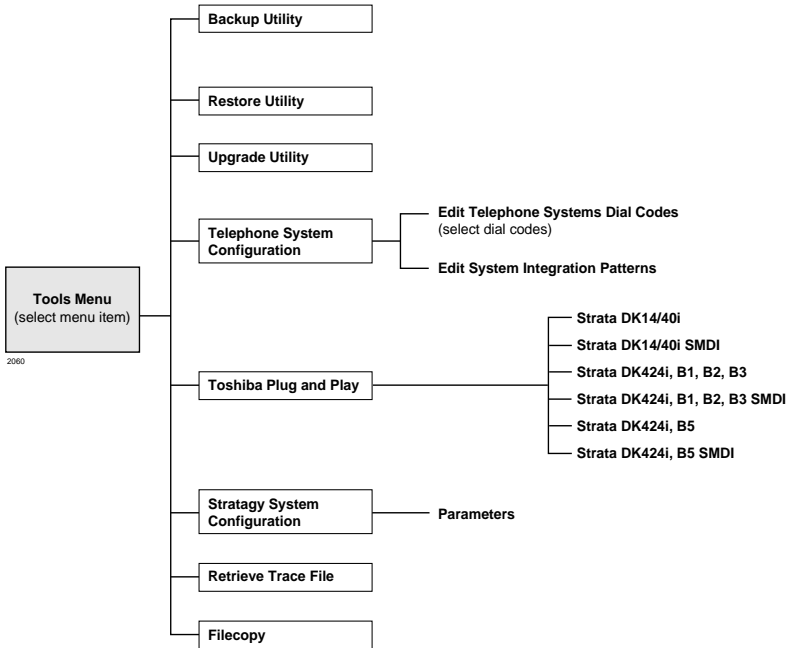 Backup Utility
Restore Utility
Upgrade Utility
Telephone System
Configuration
Edit Telephone Systems Dial Codes
(select dial codes)
Edit System Integration Patterns
Tools Menu
(select menu item)
2060
Toshiba Plug and Play
Strata DK14/40i
Strata DK14/40i SMDI
Strata DK424i, B1, B2, B3
Strata DK424i, B1, B2, B3 SMDI
Strata DK424i, B5
Strata DK424i, B5 SMDI
Stratagy System
Configuration
Parameters
Retrieve Trace File
Filecopy